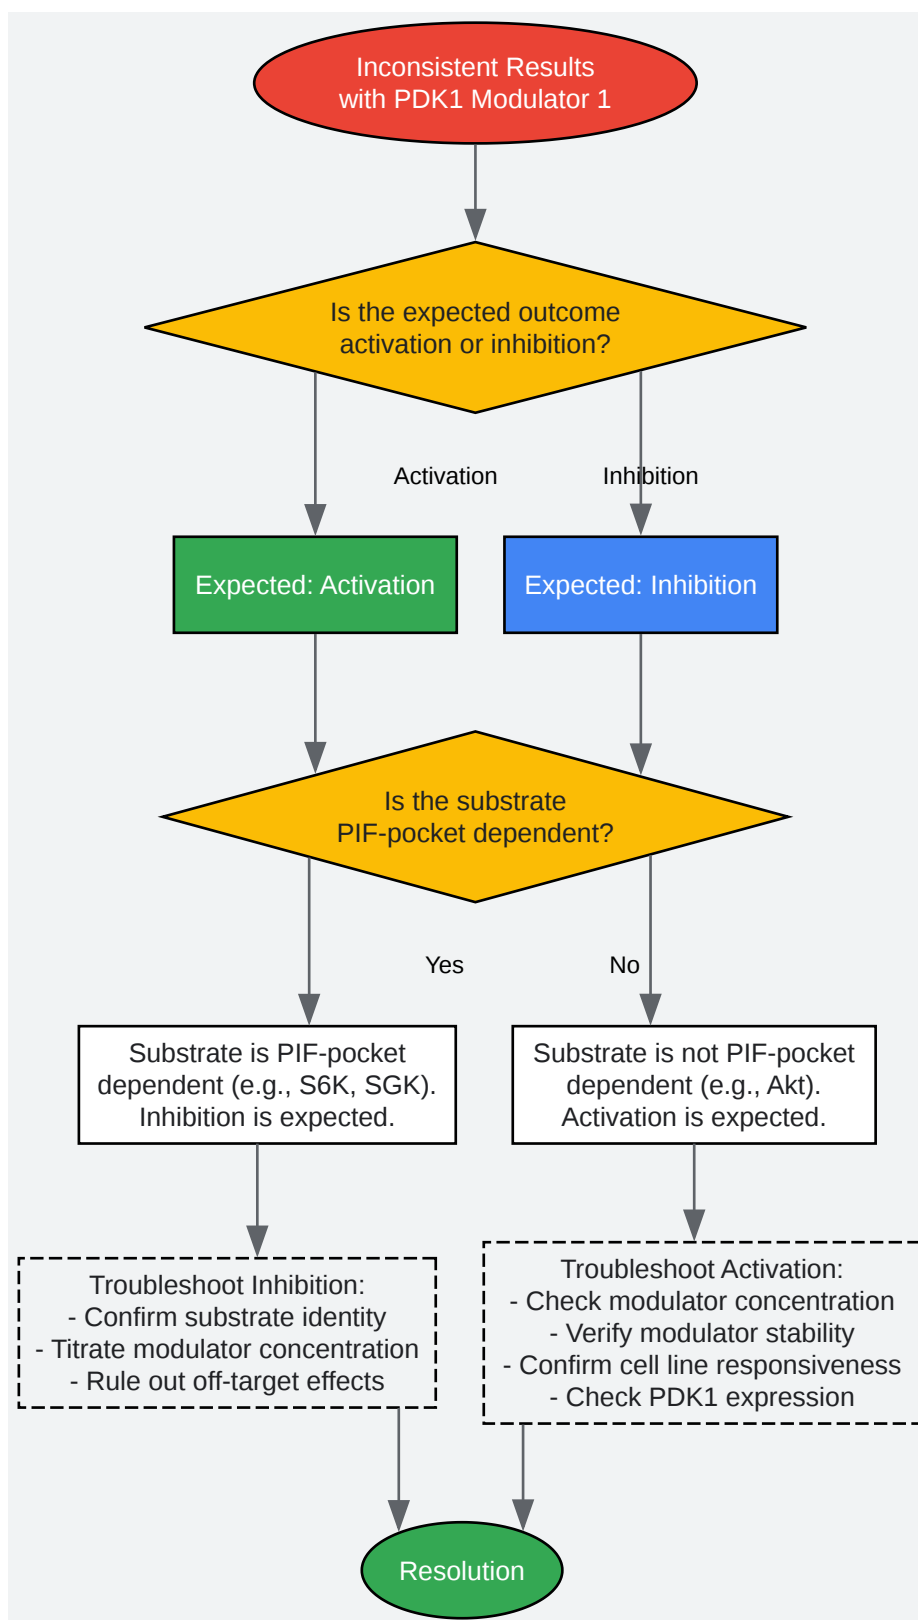 Inconsistent Results
with PDK1 Modulator 1
Is the expected outcome
activation or inhibition?
Activation
Inhibition
Expected: Activation
Expected: Inhibition
Is the substrate
PIF-pocket dependent?
Yes
No
Substrate is PIF-pocket
dependent (e.g., S6K, SGK).
Inhibition is expected.
Substrate is not PIF-pocket
dependent (e.g., Akt).
Activation is expected.
Troubleshoot Inhibition:
- Confirm substrate identity
- Titrate modulator concentration
- Rule out off-target effects
Troubleshoot Activation:
- Check modulator concentration
- Verify modulator stability
- Confirm cell line responsiveness
- Check PDK1 expression
Resolution